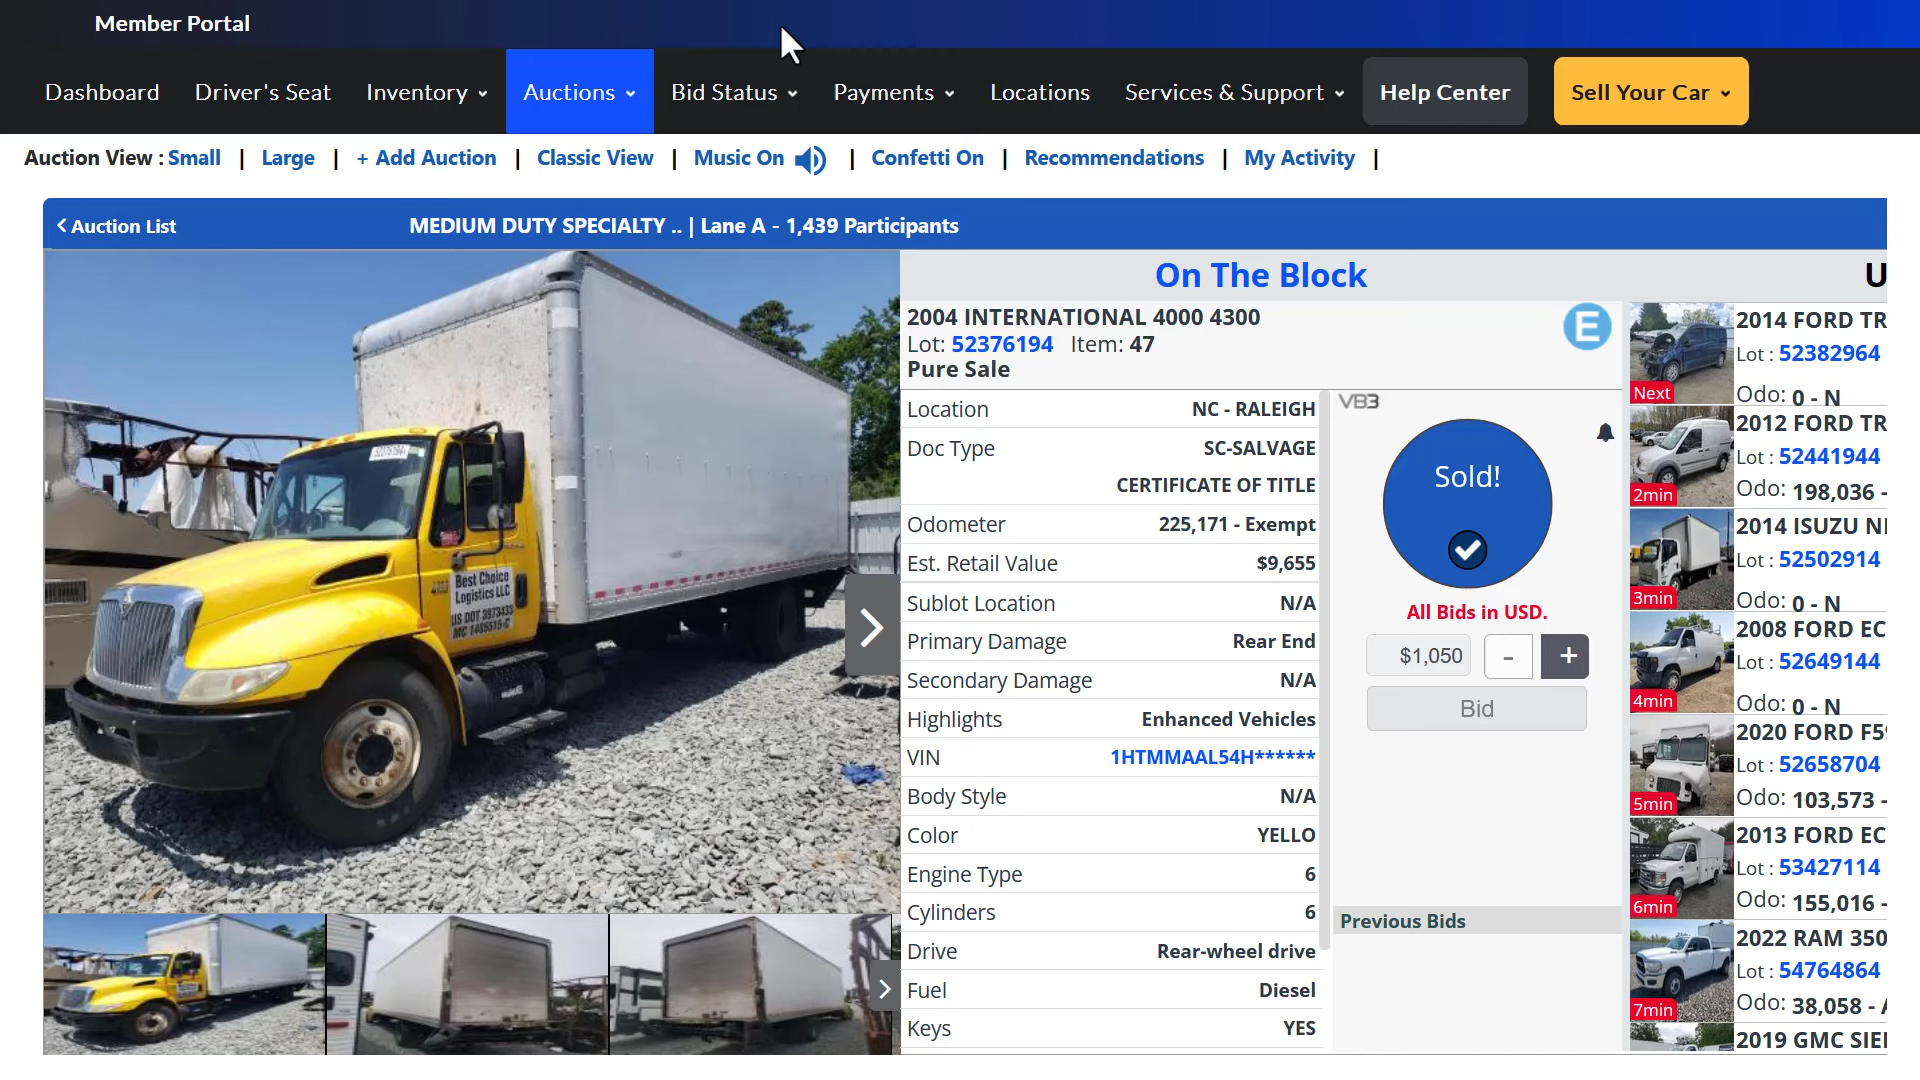 Member Portal
Dashboard
Driver's Seat
Inventory
Auctions
Bid Status
Payments
Locations
Services & Support
Help Center
Sell Your Car
Auction View : Small | Large | + Add Auction | Classic View | Music On | Confetti On | Recommendations | My Activity |
Auction List
MEDIUM DUTY SPECIALTY .. | Lane A - 1,439 Participants
On The Block
U
2004 INTERNATIONAL 4000 4300
Lot: 52376194 Item: 47
Pure Sale
E
Location NC - RALEIGH
Doc Type SC-SALVAGE
CERTIFICATE OF TITLE
Odometer 225,171 - Exempt
Est. Retail Value $9,655
Sublot Location N/A
Primary Damage Rear End
Secondary Damage N/A
Highlights Enhanced Vehicles
VIN 1HTMMAAL54H******
Body Style N/A
Color YELLO
Engine Type 6
Cylinders 6
Drive Rear-wheel drive
Fuel Diesel
Keys YES
VB3
Sold!
All Bids in USD.
$1,050 - +
Bid
Previous Bids
2014 FORD TR
Lot : 52382964
Odo: 0 - N
Next
2012 FORD TR
Lot : 52441944
Odo: 198,036 -
2min
2014 ISUZU N
Lot : 52502914
Odo: 0 - N
3min
2008 FORD EC
Lot : 52649144
Odo: 0 - N
4min
2020 FORD F5
Lot : 52658704
Odo: 103,573 -
5min
2013 FORD EC
Lot : 53427114
Odo: 155,016 -
6min
2022 RAM 350
Lot : 54764864
Odo: 38,058 - A
7min
2019 GMC SIE
52376194
Best Choice
Logistics LLC
US DOT 3973433